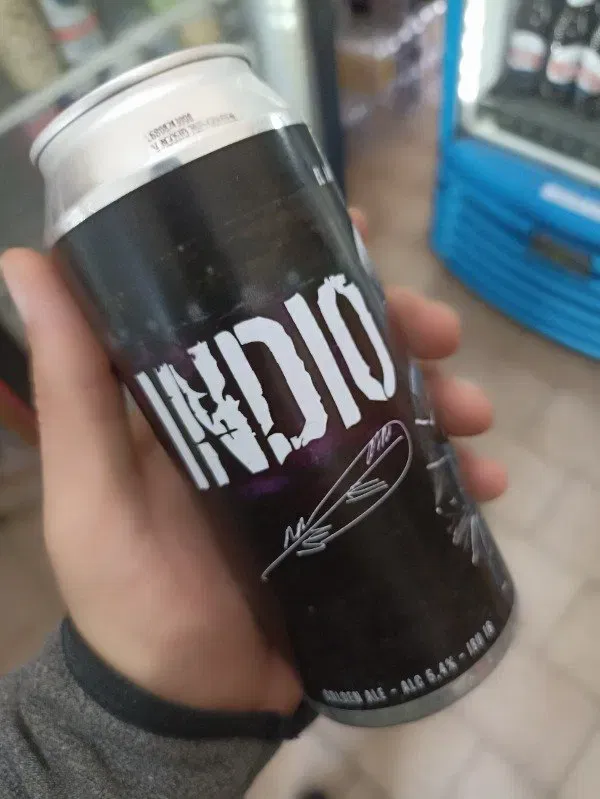 INDIO
GOLDEN ALE - ALC 6,4% - IBU 18